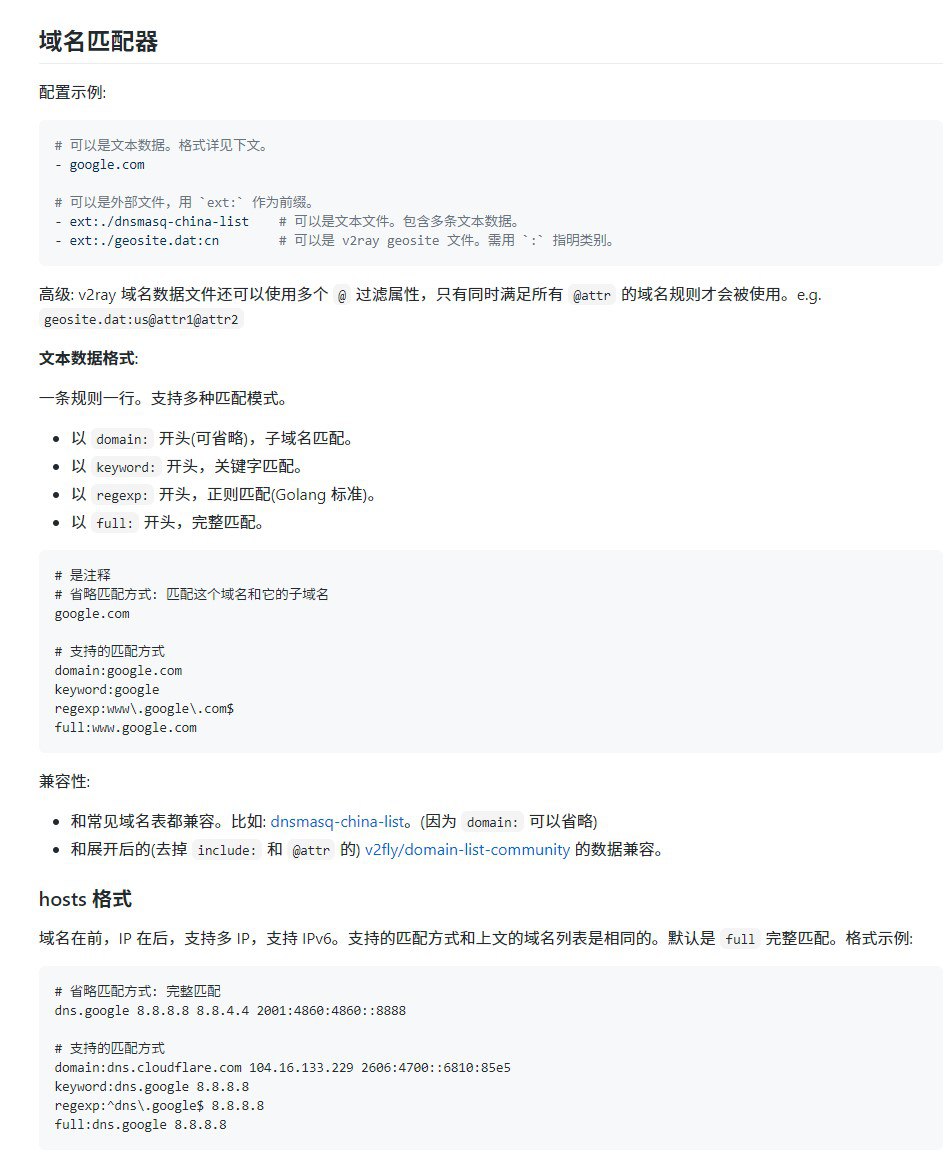 域名匹配器
配置示例:
# 可以是文本数据。格式详见下文。
- google.com
# 可以是外部文件，用 `ext:` 作为前缀。
- ext:./dnsmasq-china-list    # 可以是文本文件。包含多条文本数据。
- ext:./geosite.dat:cn        # 可以是 v2ray geosite 文件。需用 `:` 指明类别。
高级: v2ray 域名数据文件还可以使用多个 @ 过滤属性，只有同时满足所有 @attr 的域名规则才会被使用。e.g.
geosite.dat:us@attr1@attr2
文本数据格式:
一条规则一行。支持多种匹配模式。
• 以 domain: 开头(可省略)，子域名匹配。
• 以 keyword: 开头，关键字匹配。
• 以 regexp: 开头，正则匹配(Golang 标准)。
• 以 full: 开头，完整匹配。
# 是注释
# 省略匹配方式: 匹配这个域名和它的子域名
google.com
# 支持的匹配方式
domain:google.com
keyword:google
regexp:www\.google\.com$
full:www.google.com
兼容性:
• 和常见域名表都兼容。比如: dnsmasq-china-list。(因为 domain: 可以省略)
• 和展开后的(去掉 include: 和 @attr 的) v2fly/domain-list-community 的数据兼容。
hosts 格式
域名在前，IP 在后，支持多 IP，支持 IPv6。支持的匹配方式和上文的域名列表是相同的。默认是 full 完整匹配。格式示例:
# 省略匹配方式: 完整匹配
dns.google 8.8.8.8 8.8.4.4 2001:4860:4860::8888
# 支持的匹配方式
domain:dns.cloudflare.com 104.16.133.229 2606:4700::6810:85e5
keyword:dns.google 8.8.8.8
regexp:^dns\.google$ 8.8.8.8
full:dns.google 8.8.8.8